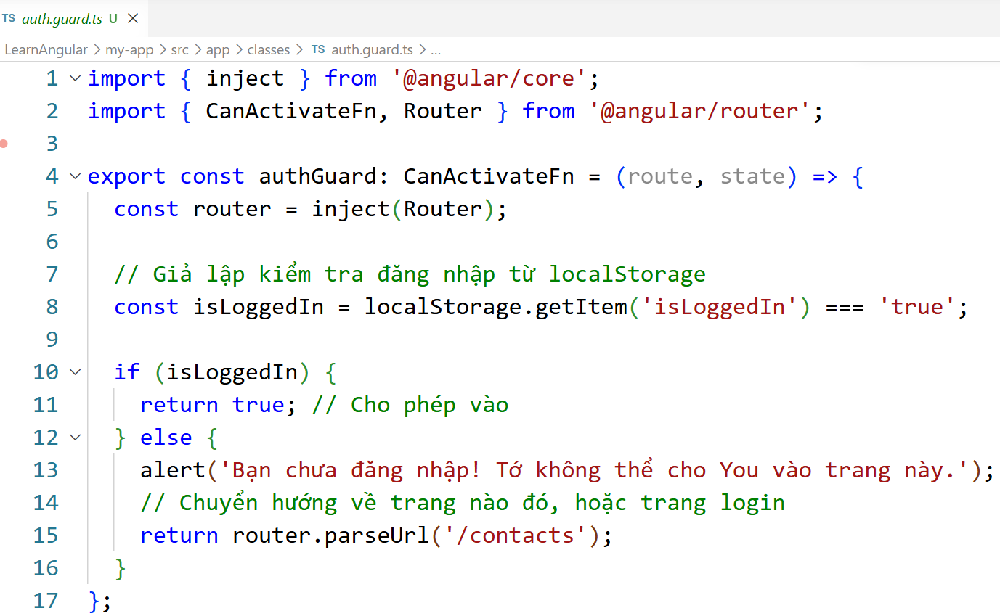 TS auth.guard.ts U ×
LearnAngular > my-app > src > app > classes > TS auth.guard.ts > ...
1 import { inject } from '@angular/core';
2 import { CanActivateFn, Router } from '@angular/router';
3
4 export const authGuard: CanActivateFn = (route, state) => {
5 const router = inject(Router);
6
7 // Giả lập kiểm tra đăng nhập từ localStorage
8 const isLoggedIn = localStorage.getItem('isLoggedIn') === 'true';
9
10 if (isLoggedIn) {
11 return true; // Cho phép vào
12 } else {
13 alert('Bạn chưa đăng nhập! Tớ không thể cho You vào trang này.');
14 // Chuyển hướng về trang nào đó, hoặc trang login
15 return router.parseUrl('/contacts');
16 }
17 };